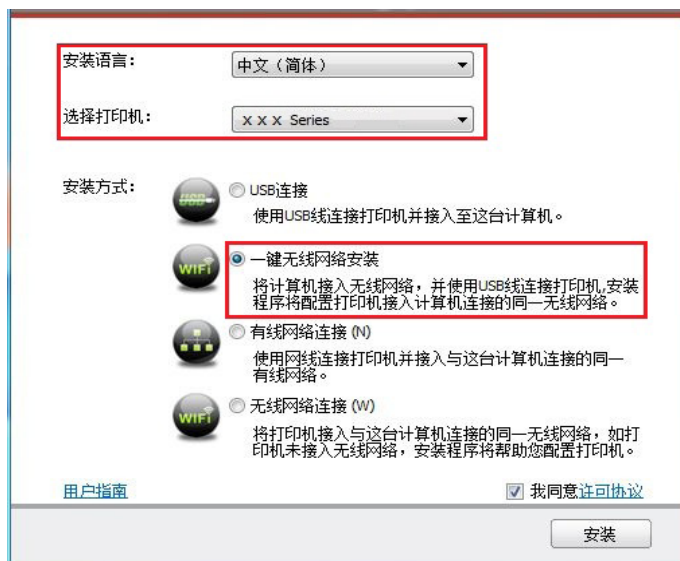 安装语言：
中文（简体）
选择打印机：
x x x Series
安装方式：
USB
USB连接
使用USB线连接打印机并接入至这台计算机。
WiFi
一键无线网络安装
将计算机接入无线网络，并使用USB线连接打印机,安装
程序将配置打印机接入计算机连接的同一无线网络。
有线网络连接 (N)
使用网线连接打印机并接入与这台计算机连接的同一
有线网络。
WiFi
无线网络连接 (W)
将打印机接入与这台计算机连接的同一无线网络，如打
印机未接入无线网络，安装程序将帮助您配置打印机。
用户指南
我同意许可协议
安装